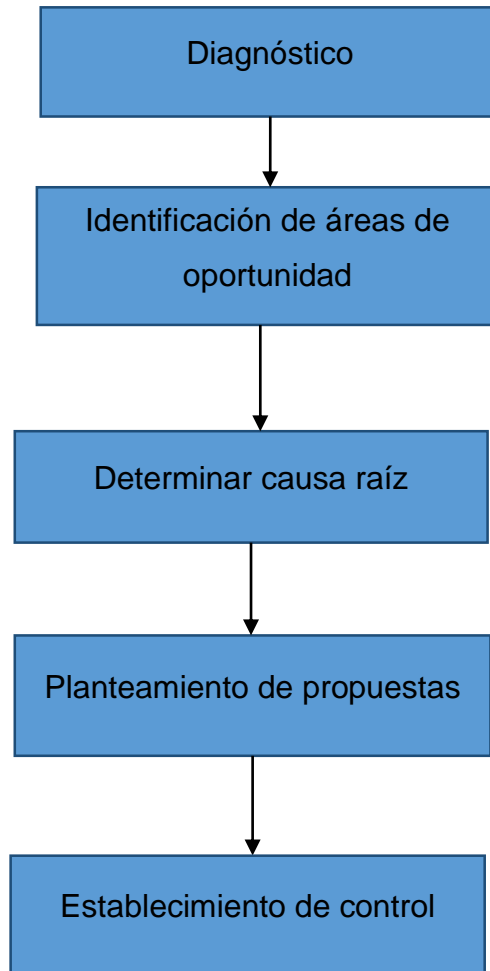 Diagnóstico
Identificación de áreas de
oportunidad
Determinar causa raíz
Planteamiento de propuestas
Establecimiento de control